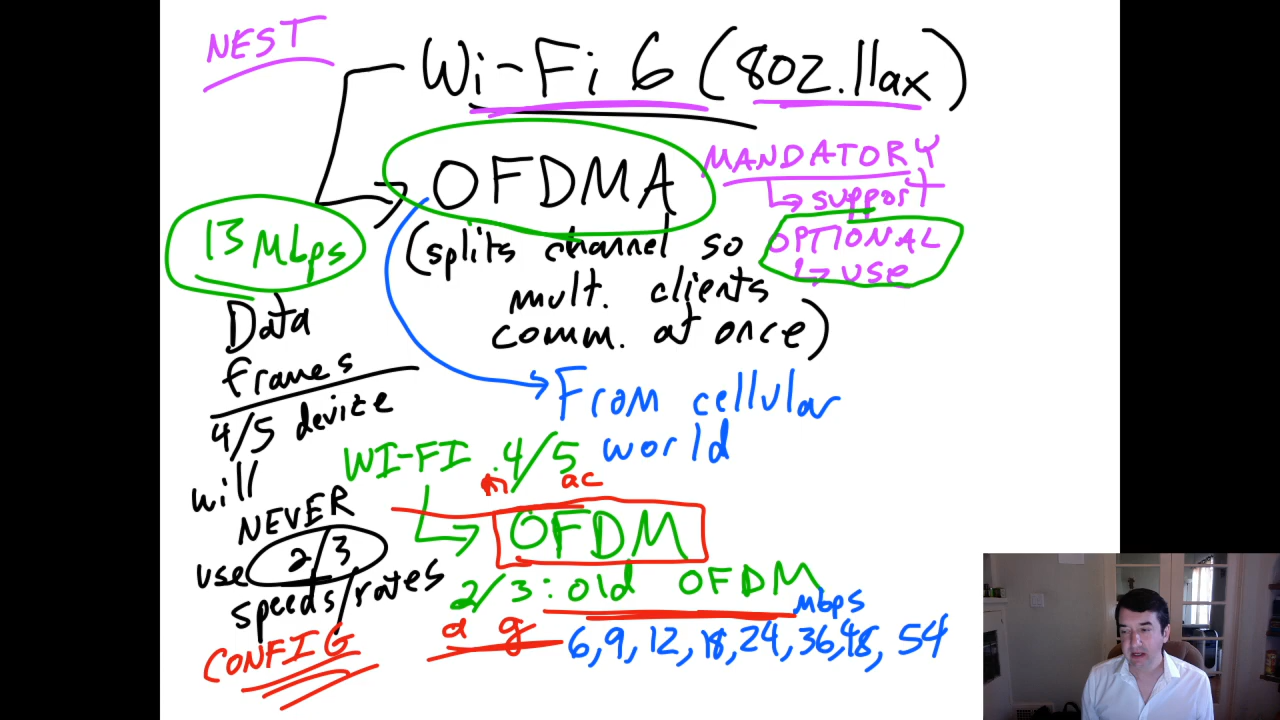 NEST
Wi-Fi 6 (802.11ax)
OFDMA
MANDATORY
↳ support
OPTIONAL
↳ use
(splits channel so
mult. clients
comm. at once)
13 Mbps
Data
frames
4/5 device
will
NEVER
use 2/3
speeds/rates
CONFIG
From cellular
world
WI-FI 4/5
n ac
OFDM
2/3: old OFDM
a g
Mbps
6, 9, 12, 18, 24, 36, 48, 54